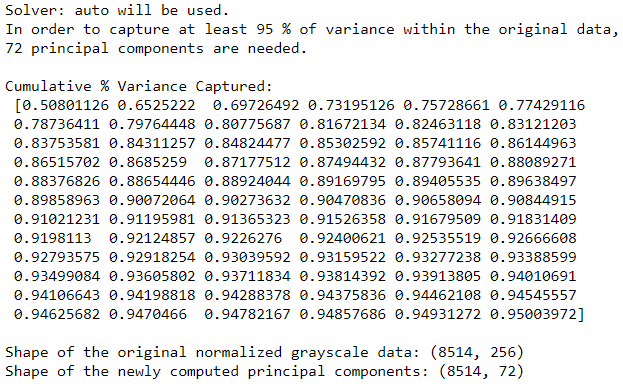 Solver: auto will be used.
In order to capture at least 95 % of variance within the original data,
72 principal components are needed.

Cumulative % Variance Captured:
[0.50801126 0.6525222  0.69726492 0.73195126 0.75728661 0.77429116
0.78736411 0.79764448 0.80775687 0.81672134 0.82463118 0.83121203
0.83753581 0.84311257 0.84824477 0.85302592 0.85741116 0.86144963
0.86515702 0.8685259  0.87177512 0.87494432 0.87793641 0.88089271
0.88376826 0.88654446 0.88924044 0.89169795 0.89405535 0.89638497
0.89858963 0.90072064 0.90273632 0.90470836 0.90658094 0.90844915
0.91021231 0.91195981 0.91365323 0.91526358 0.91679509 0.91831409
0.9198113  0.92124857 0.9226276  0.92400621 0.92535519 0.92666608
0.92793575 0.92918254 0.93039592 0.93159522 0.93277238 0.93388599
0.93499084 0.93605802 0.93711834 0.93814392 0.93913805 0.94010691
0.94106643 0.94198818 0.94288378 0.94375836 0.94462108 0.94545557
0.94625682 0.9470466  0.94782167 0.94857686 0.94931272 0.95003972]

Shape of the original normalized grayscale data: (8514, 256)
Shape of the newly computed principal components: (8514, 72)